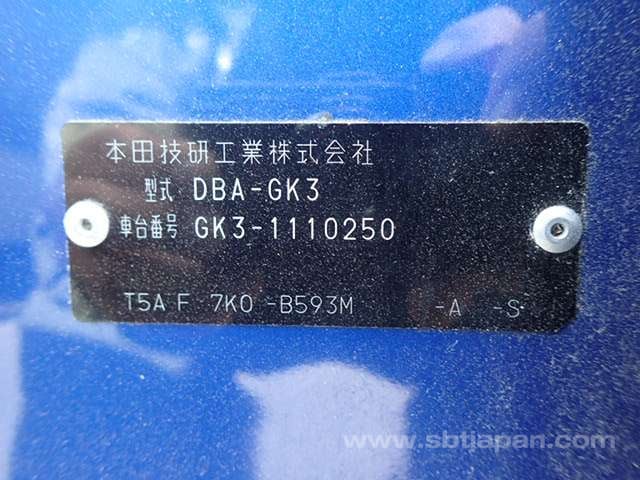 本田技研工業株式会社
型式 DBA-GK3
車台番号 GK3-1110250
T5A F 7K0 -B593M -A -S
www.sbtjapan.com